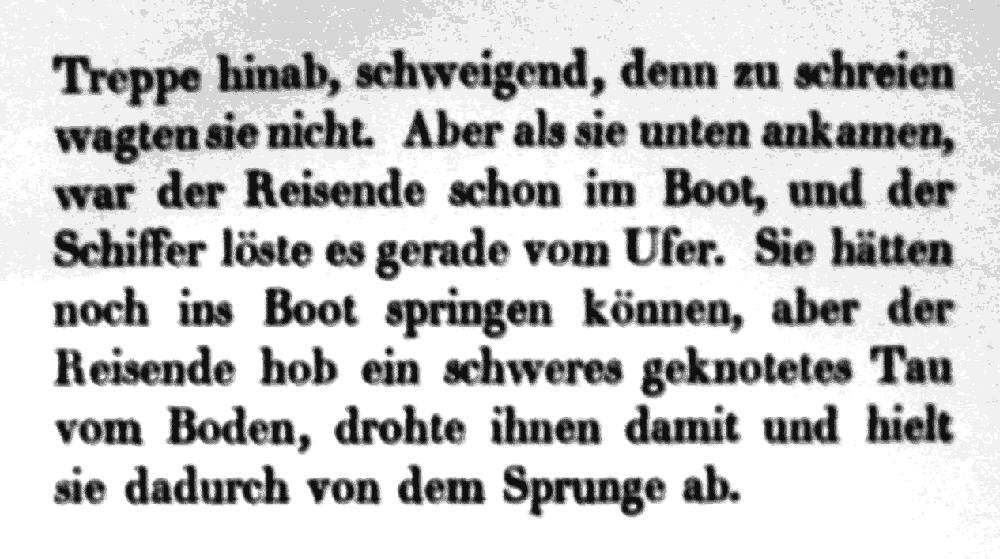 Treppe hinab, schweigend, denn zu schreien
wagten sie nicht. Aber als sie unten ankamen,
war der Reisende schon im Boot, und der
Schiffer löste es gerade vom Ufer. Sie hätten
noch ins Boot springen können, aber der
Reisende hob ein schweres geknotetes Tau
vom Boden, drohte ihnen damit und hielt
sie dadurch von dem Sprunge ab.